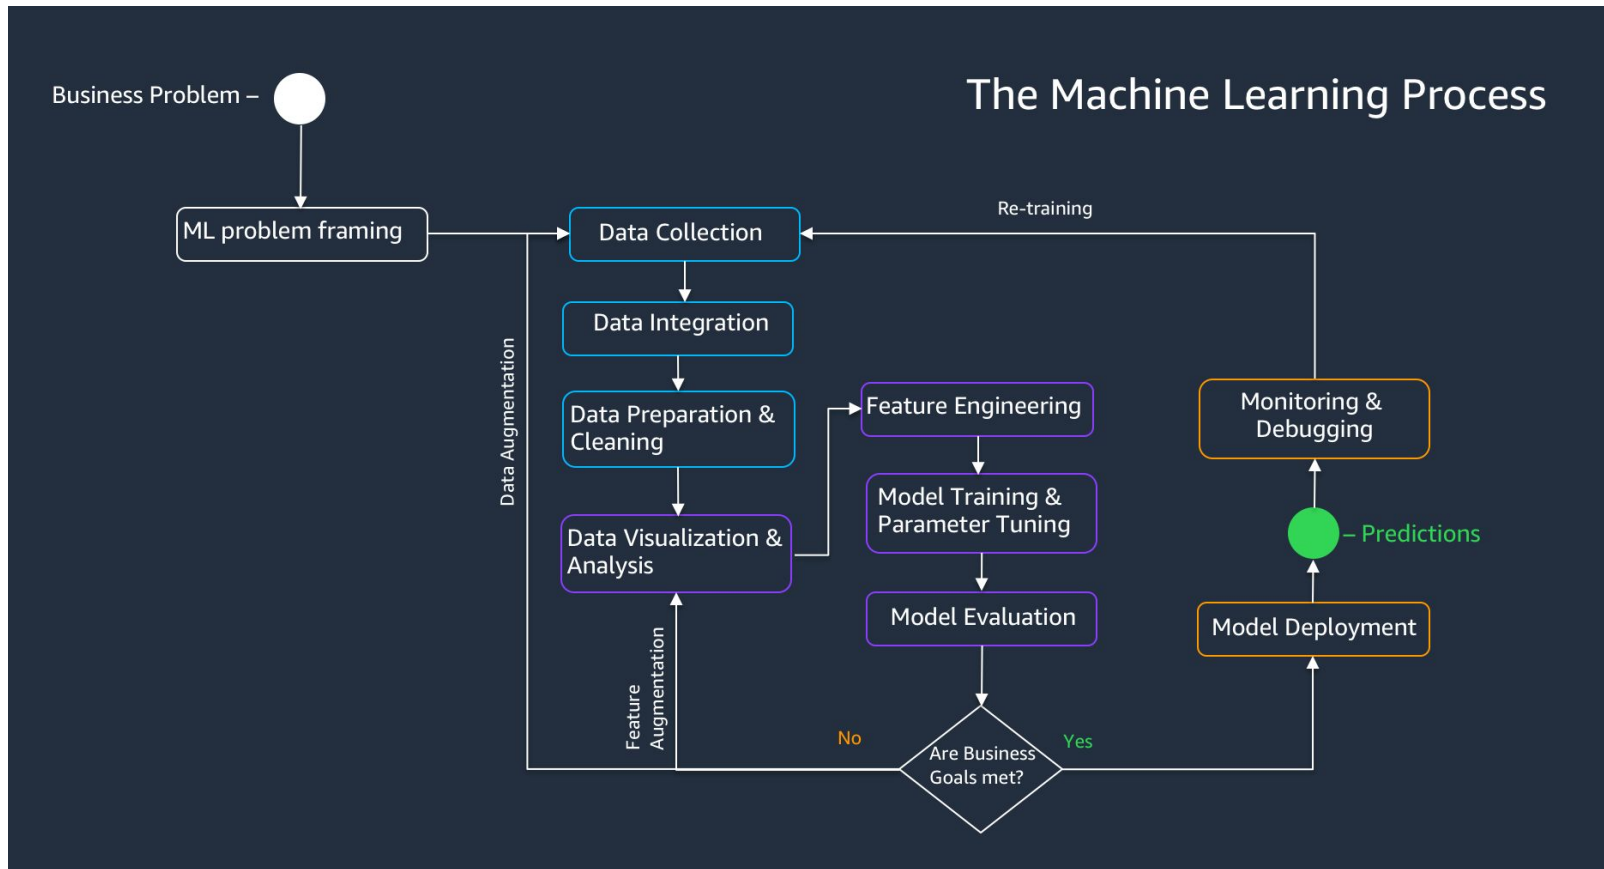 Business Problem –
The Machine Learning Process
ML problem framing
Data Collection
Re-training
Data Integration
Data Augmentation
Data Preparation &
Cleaning
Data Visualization &
Analysis
Feature
Augmentation
Feature Engineering
Model Training &
Parameter Tuning
Model Evaluation
No
Are Business
Goals met?
Yes
Monitoring &
Debugging
– Predictions
Model Deployment